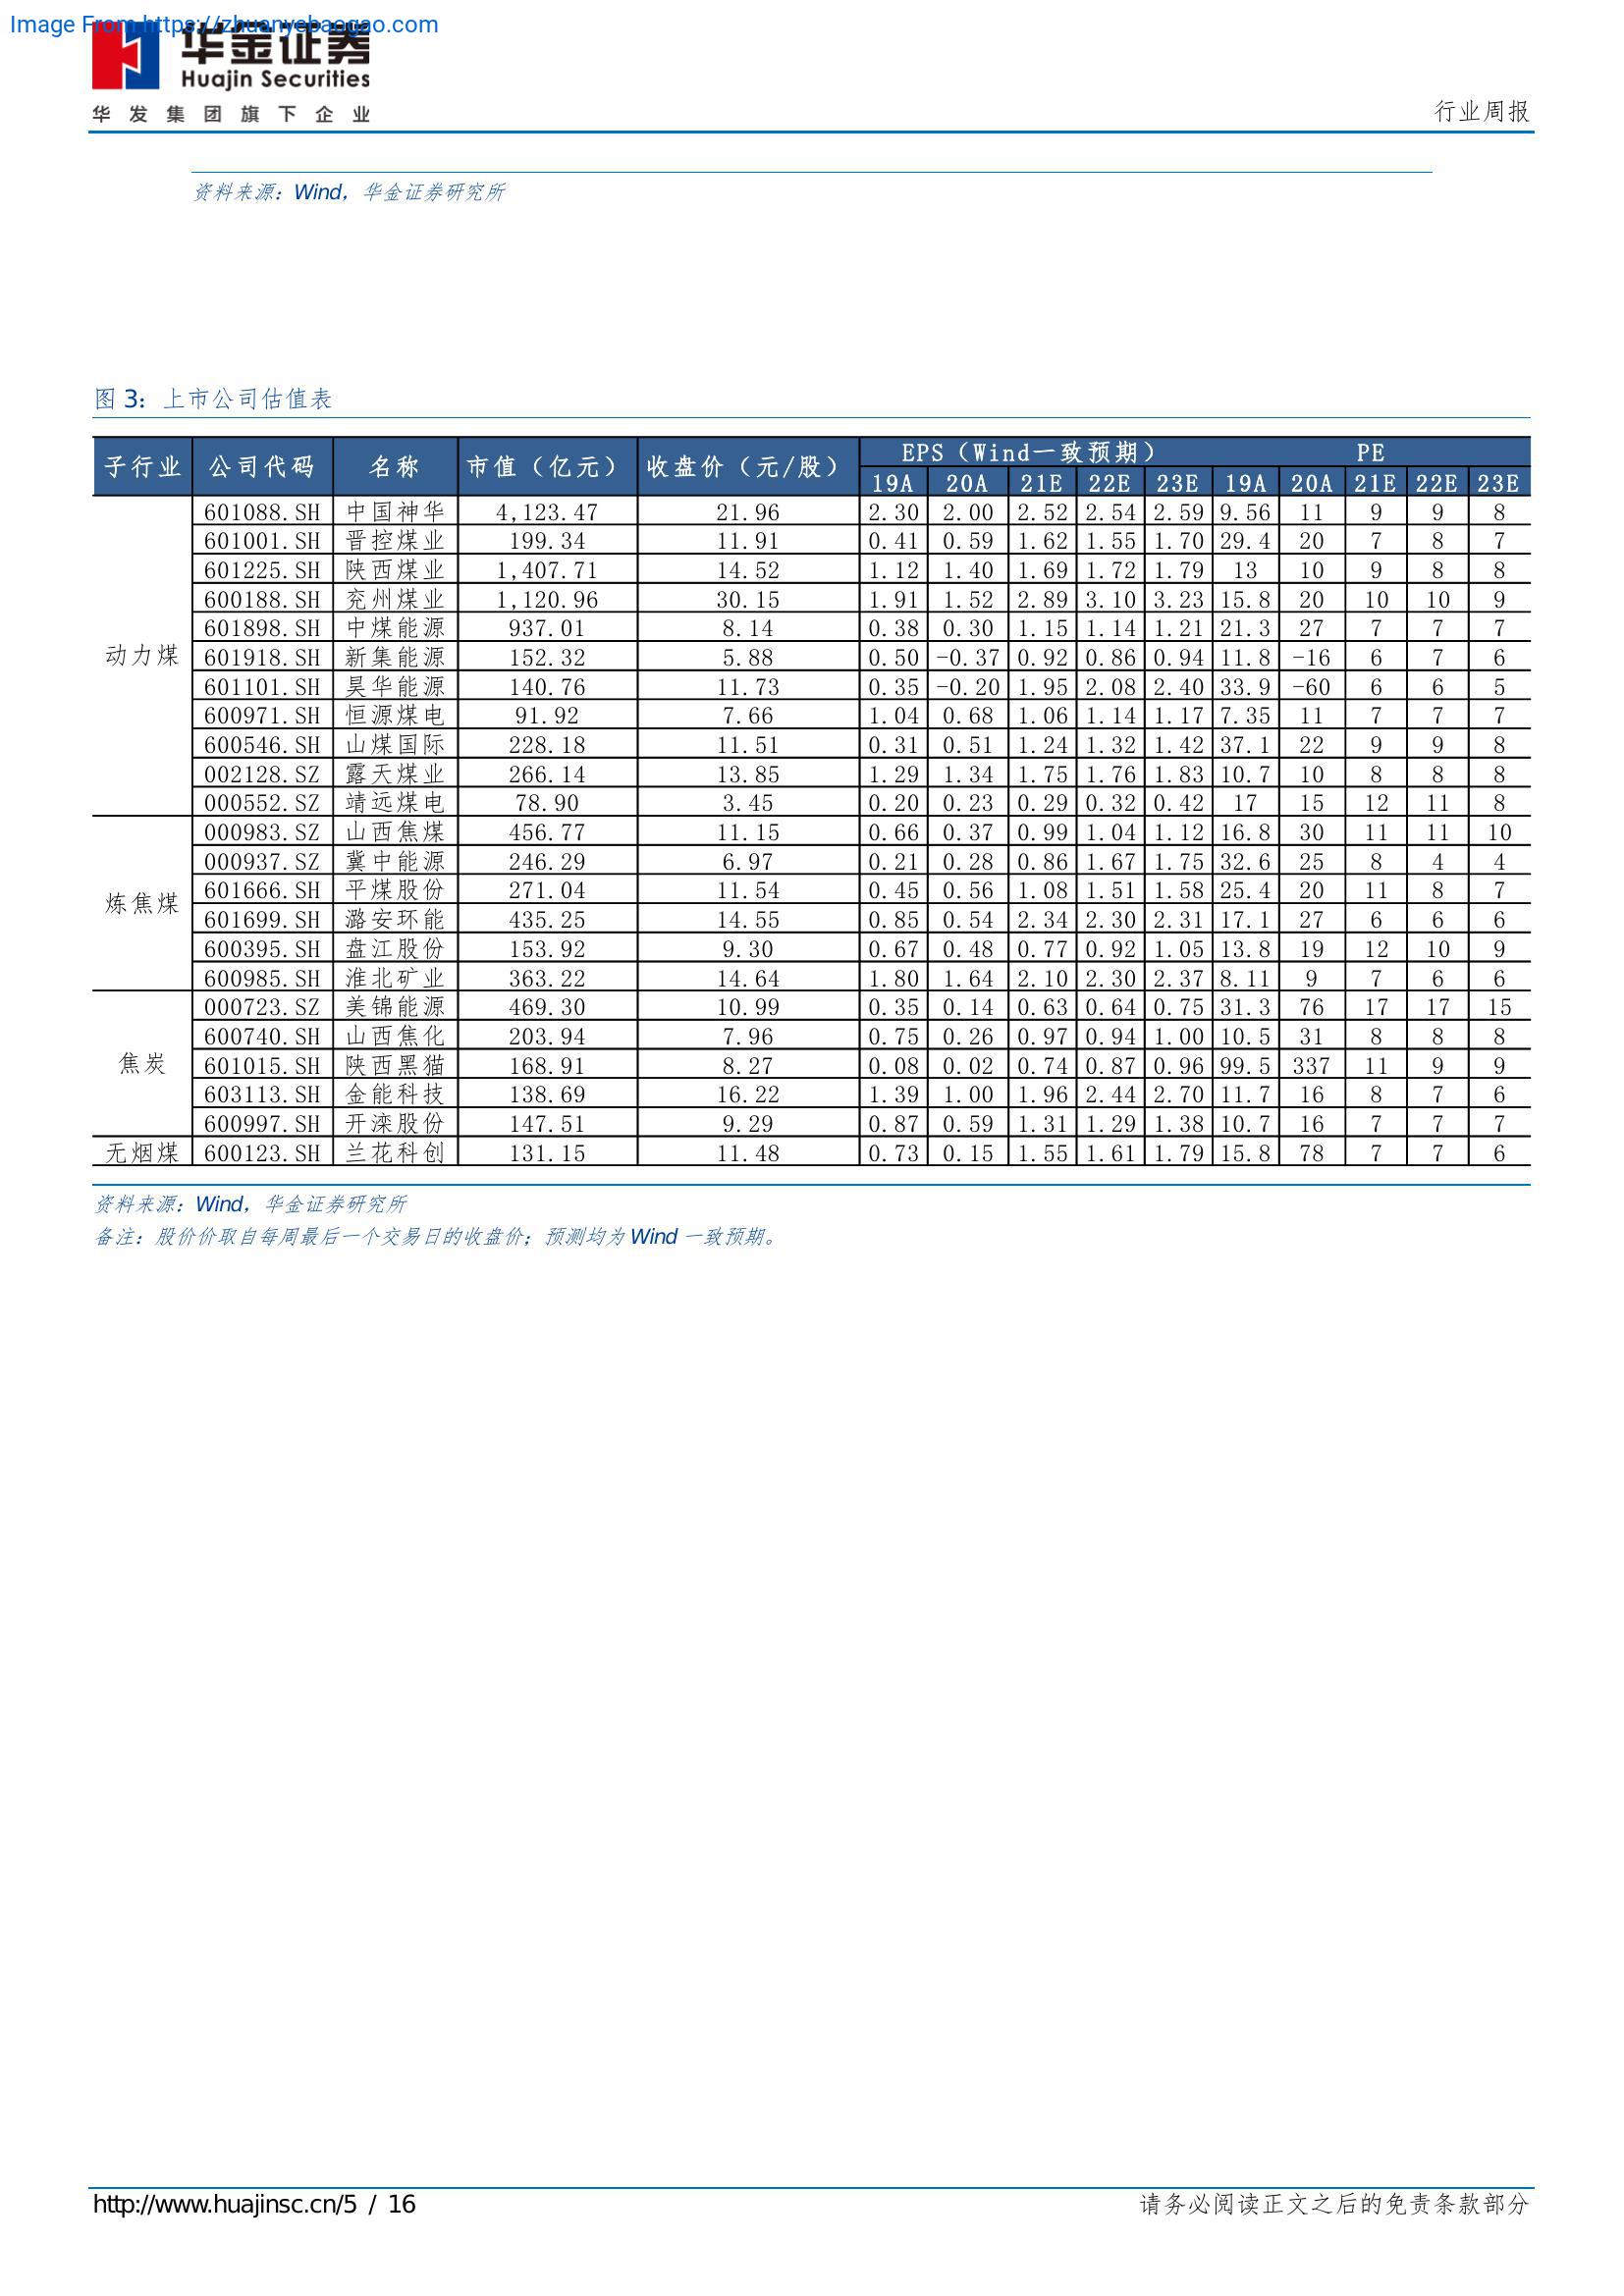 Image From https://zhuanyebaogao.com
华金证券
Huajin Securities
华发集团旗下企业
行业周报
资料来源：Wind，华金证券研究所
图 3：上市公司估值表
子行业 公司代码 名称 市值（亿元） 收盘价（元/股） EPS（Wind一致预期） PE
19A 20A 21E 22E 23E 19A 20A 21E 22E 23E
601088.SH 中国神华 4,123.47 21.96 2.30 2.00 2.52 2.54 2.59 9.56 11 9 9 8
601001.SH 晋控煤业 199.34 11.91 0.41 0.59 1.62 1.55 1.70 29.4 20 7 8 7
601225.SH 陕西煤业 1,407.71 14.52 1.12 1.40 1.69 1.72 1.79 13 10 9 8 8
600188.SH 兖州煤业 1,120.96 30.15 1.91 1.52 2.89 3.10 3.23 15.8 20 10 10 9
601898.SH 中煤能源 937.01 8.14 0.38 0.30 1.15 1.14 1.21 21.3 27 7 7 7
动力煤 601918.SH 新集能源 152.32 5.88 0.50 -0.37 0.92 0.86 0.94 11.8 -16 6 7 6
601101.SH 昊华能源 140.76 11.73 0.35 -0.20 1.95 2.08 2.40 33.9 -60 6 6 5
600971.SH 恒源煤电 91.92 7.66 1.04 0.68 1.06 1.14 1.17 7.35 11 7 7 7
600546.SH 山煤国际 228.18 11.51 0.31 0.51 1.24 1.32 1.42 37.1 22 9 9 8
002128.SZ 露天煤业 266.14 13.85 1.29 1.34 1.75 1.76 1.83 10.7 10 8 8 8
000552.SZ 靖远煤电 78.90 3.45 0.20 0.23 0.29 0.32 0.42 17 15 12 11 8
000983.SZ 山西焦煤 456.77 11.15 0.66 0.37 0.99 1.04 1.12 16.8 30 11 11 10
000937.SZ 冀中能源 246.29 6.97 0.21 0.28 0.86 1.67 1.75 32.6 25 8 4 4
炼焦煤 601666.SH 平煤股份 271.04 11.54 0.45 0.56 1.08 1.51 1.58 25.4 20 11 8 7
601699.SH 潞安环能 435.25 14.55 0.85 0.54 2.34 2.30 2.31 17.1 27 6 6 6
600395.SH 盘江股份 153.92 9.30 0.67 0.48 0.77 0.92 1.05 13.8 19 12 10 9
600985.SH 淮北矿业 363.22 14.64 1.80 1.64 2.10 2.30 2.37 8.11 9 7 6 6
000723.SZ 美锦能源 469.30 10.99 0.35 0.14 0.63 0.64 0.75 31.3 76 17 17 15
600740.SH 山西焦化 203.94 7.96 0.75 0.26 0.97 0.94 1.00 10.5 31 8 8 8
焦炭 601015.SH 陕西黑猫 168.91 8.27 0.08 0.02 0.74 0.87 0.96 99.5 337 11 9 9
603113.SH 金能科技 138.69 16.22 1.39 1.00 1.96 2.44 2.70 11.7 16 8 7 6
600997.SH 开滦股份 147.51 9.29 0.87 0.59 1.31 1.29 1.38 10.7 16 7 7 7
无烟煤 600123.SH 兰花科创 131.15 11.48 0.73 0.15 1.55 1.61 1.79 15.8 78 7 7 6
资料来源：Wind，华金证券研究所
备注：股价价取自每周最后一个交易日的收盘价；预测均为 Wind 一致预期。
http://www.huajinsc.cn/5 / 16
请务必阅读正文之后的免责条款部分